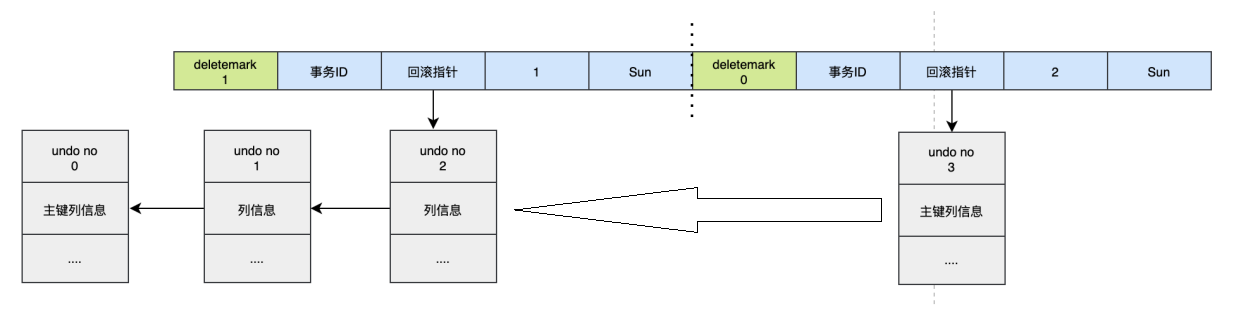 deletemark
1
事务ID
回滚指针
1
Sun
deletemark
0
事务ID
回滚指针
2
Sun
undo no
0
主键列信息
....
undo no
1
列信息
....
undo no
2
列信息
....
undo no
3
主键列信息
....